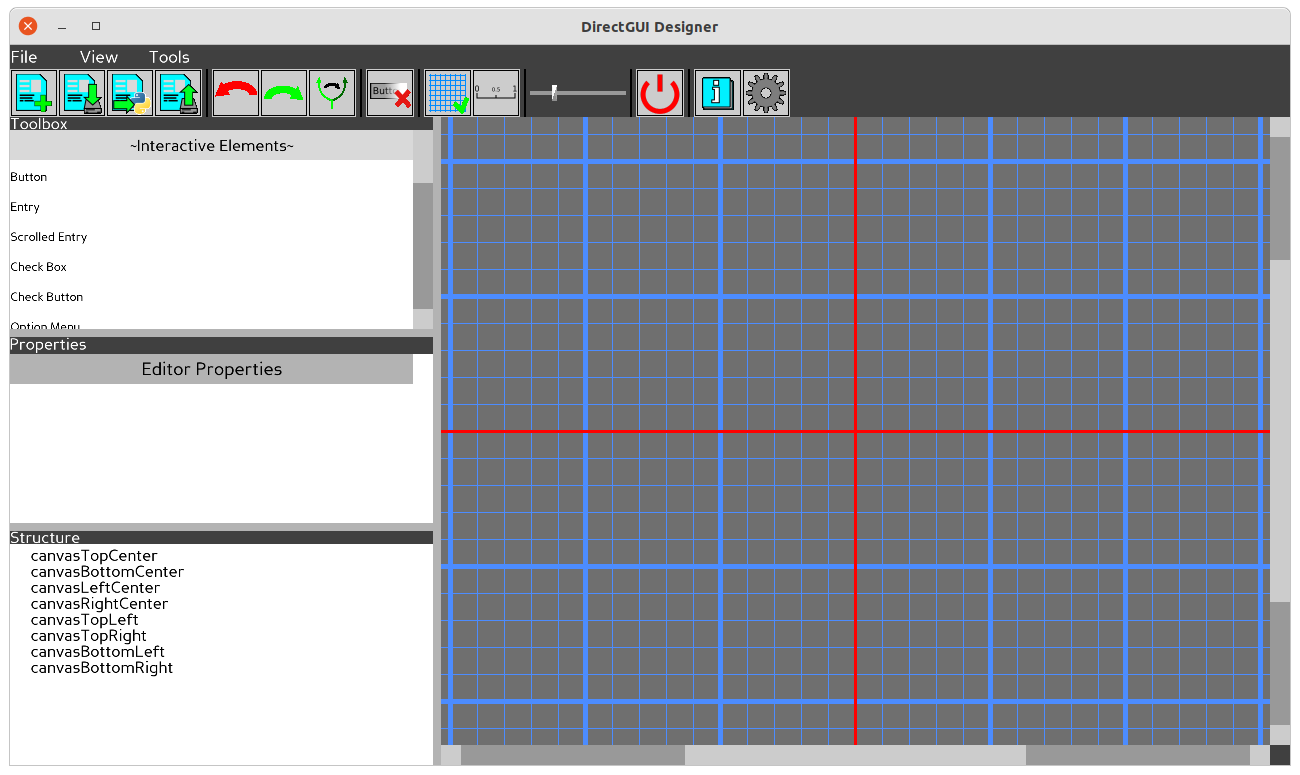 DirectGUI Designer
File View Tools
Button
0 0.5 1
Toolbox
~Interactive Elements~
Button
Entry
Scrolled Entry
Check Box
Check Button
Option Menu
Properties
Editor Properties
Structure
canvasTopCenter
canvasBottomCenter
canvasLeftCenter
canvasRightCenter
canvasTopLeft
canvasTopRight
canvasBottomLeft
canvasBottomRight